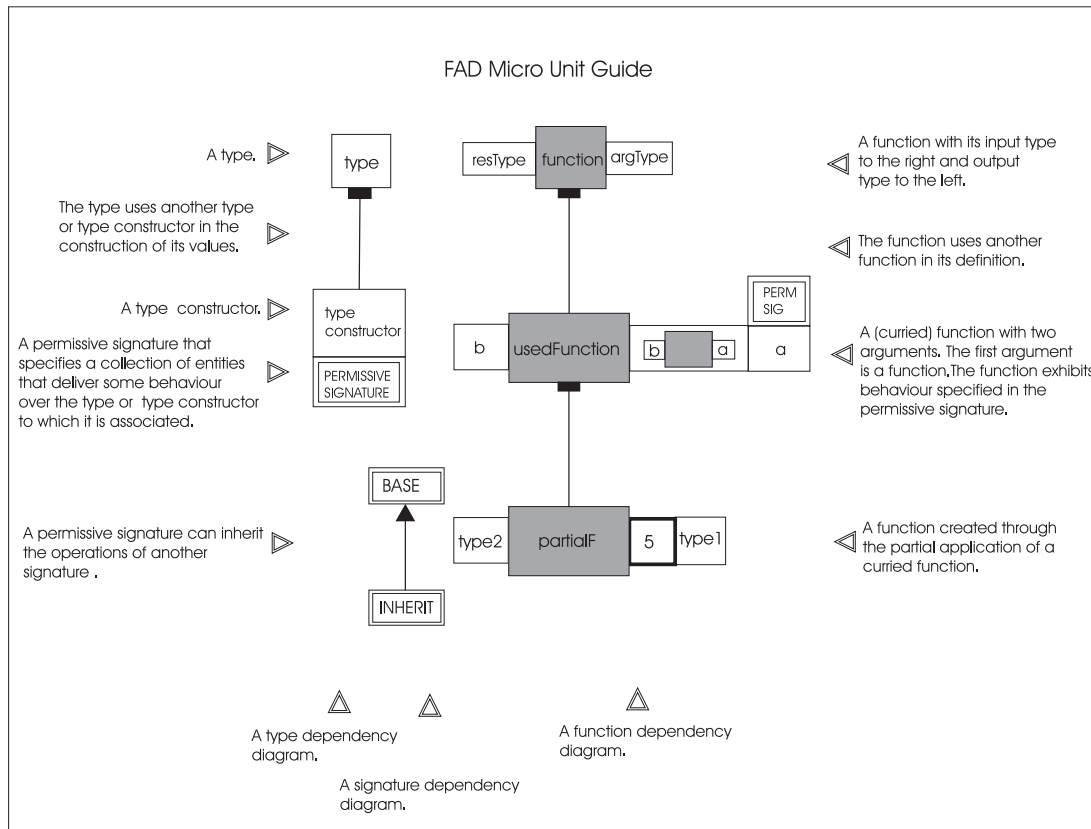 FAD Micro Unit Guide
A type.
type
resType function argType
A function with its input type
to the right and output
type to the left.
The type uses another type
or type constructor in the
construction of its values.
The function uses another
function in its definition.
A type constructor.
type
constructor
PERM
SIG
b usedFunction b a a
A permissive signature that
specifies a collection of entities
that deliver some behaviour
over the type or type constructor
to which it is associated.
PERMISSIVE
SIGNATURE
A (curried) function with two
arguments. The first argument
is a function.The function exhibits
behaviour specified in the
permissive signature.
BASE
A permissive signature can inherit
the operations of another
signature .
INHERIT
type2 partialF 5 type1
A function created through
the partial application of a
curried function.
A type dependency
diagram.
A signature dependency
diagram.
A function dependency
diagram.